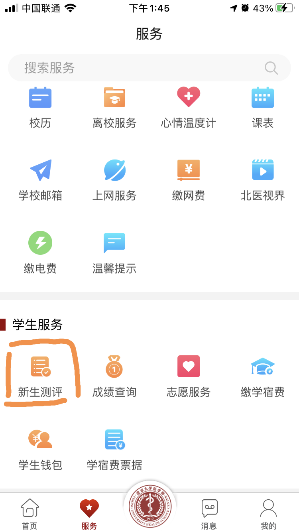 中国联通
下午1:45
43%
服务
搜索服务
校历 离校服务 心情温度计 课表
学校邮箱 上网服务 缴网费 北医视界
缴电费 温馨提示
学生服务
新生测评 成绩查询 志愿服务 缴学宿费
学生钱包 学宿费票据
首页 服务 消息 我的